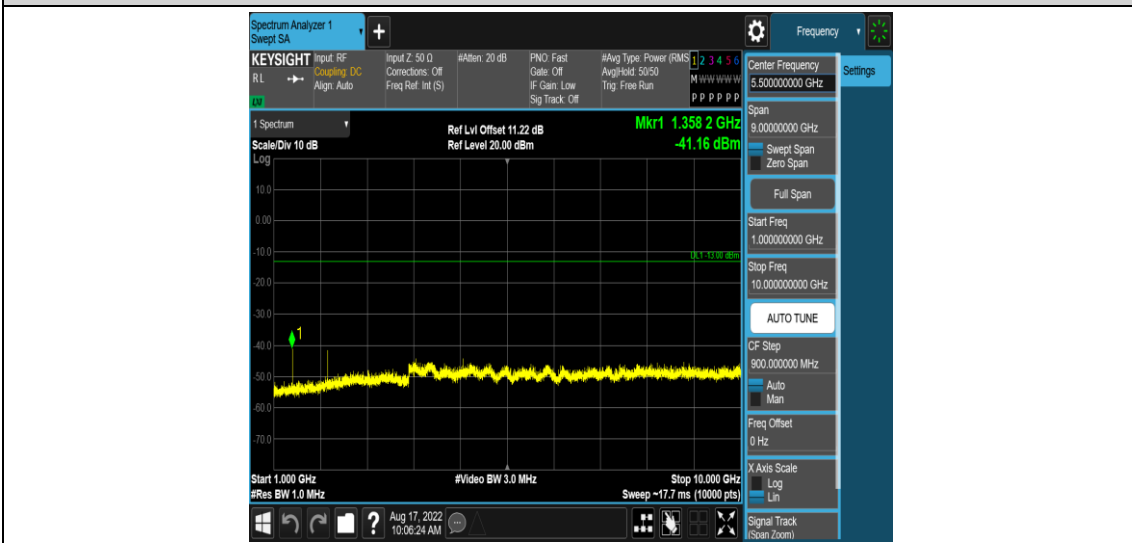 Spectrum Analyzer 1
Swept SA
+
Frequency
KEYSIGHT
RL
LXI
Input: RF
Coupling: DC
Align: Auto
Input Z: 50 Ω
Corrections: Off
Freq Ref: Int (S)
#Atten: 20 dB
PNO: Fast
Gate: Off
IF Gain: Low
Sig Track: Off
#Avg Type: Power (RMS
Avg|Hold: 50/50
Trig: Free Run
1 2 3 4 5 6
M W W W W W
P P P P P P
1 Spectrum
Scale/Div 10 dB
Ref Lvl Offset 11.22 dB
Ref Level 20.00 dBm
Mkr1 1.358 2 GHz
-41.16 dBm
Log
10.0
0.00
-10.0
DL1 -13.00 dBm
-20.0
-30.0
1
-40.0
-50.0
-60.0
-70.0
Start 1.000 GHz
#Video BW 3.0 MHz
Stop 10.000 GHz
#Res BW 1.0 MHz
Sweep ~17.7 ms (10000 pts)
?
Aug 17, 2022
10:06:24 AM
Center Frequency
5.500000000 GHz
Settings
Span
9.00000000 GHz
Swept Span
Zero Span
Full Span
Start Freq
1.000000000 GHz
Stop Freq
10.000000000 GHz
AUTO TUNE
CF Step
900.000000 MHz
Auto
Man
Freq Offset
0 Hz
X Axis Scale
Log
Lin
Signal Track
(Span Zoom)